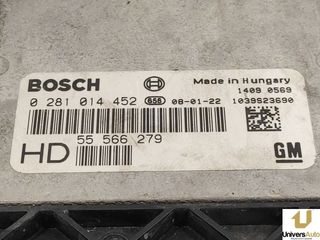 BOSCH
Made in Hungary
14090 0569
0 281 014 452 656 08-01-22 1039S23690
55 566 279
HD
GM
UniversAuto